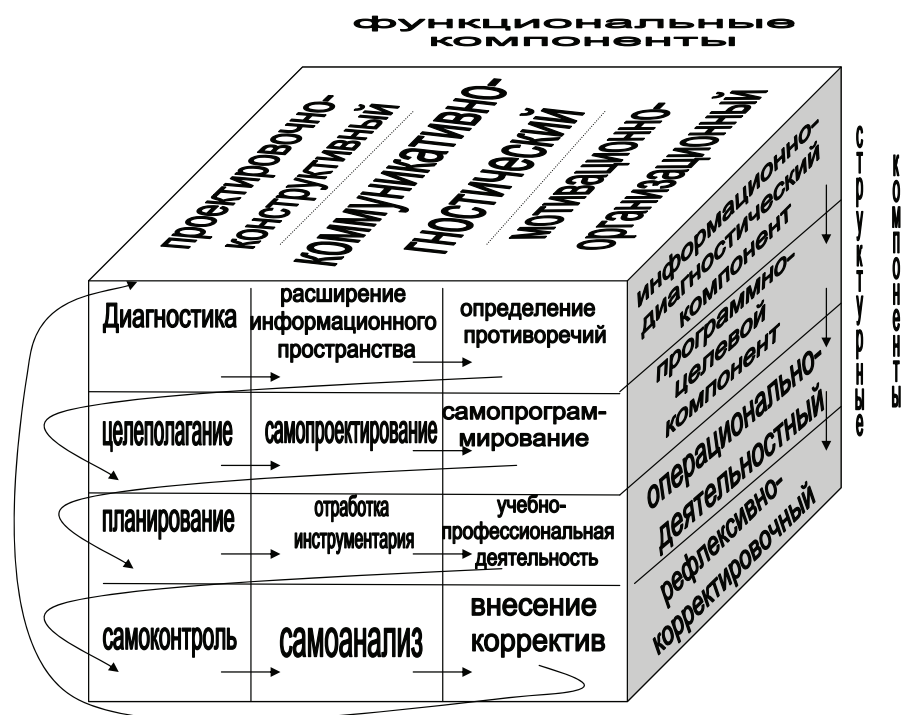 функциональные
компоненты
проектировочно-
конструктивный
коммуникативно-
гностический
мотивационно-
организационный
структурные
компоненты
информационно-
диагностический
компонент
программно-
целевой
компонент
операционально-
деятельностный
рефлексивно-
корректировочный
Диагностика
расширение
информационного
пространства
определение
противоречий
целеполагание
самопроектирование
самопрограм-
мирование
планирование
отработка
инструментария
учебно-
профессиональная
деятельность
самоконтроль
самоанализ
внесение
корректив